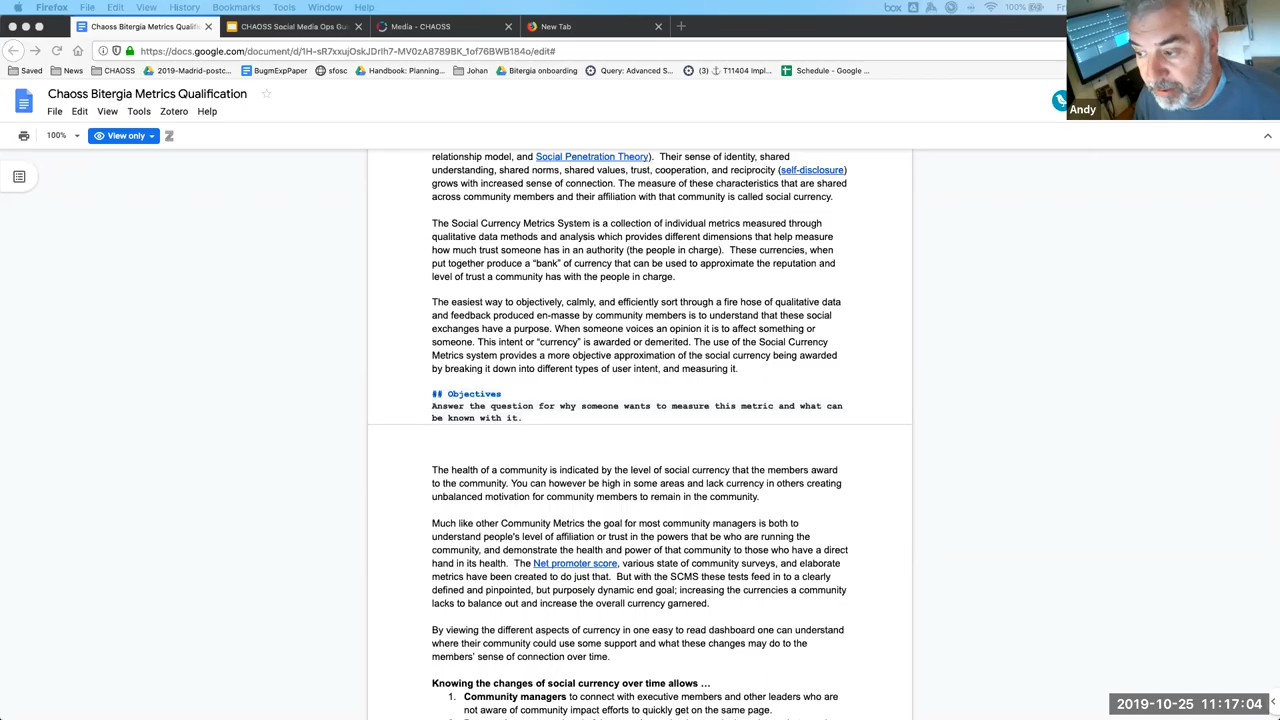 Firefox File Edit View History Bookmarks Tools Window Help box 100%
Chaoss Bitergia Metrics Qualifi CHAOSS Social Media Ops Gu Media - CHAOSS New Tab
https://docs.google.com/document/d/1H-sR7xxujOskJDrIh7-MV0zA8789BK_1of76BWB184o/edit#
Saved News CHAOSS 2019-Madrid-postc... BugmExpPaper sfosc Handbook: Planning... Johan Bitergia onboarding Query: Advanced S... (3) T11404 Impl... Schedule - Google ...
Chaoss Bitergia Metrics Qualification
Andy
File Edit View Tools Zotero Help
100% View only
relationship model, and Social Penetration Theory). Their sense of identity, shared
understanding, shared norms, shared values, trust, cooperation, and reciprocity (self-disclosure)
grows with increased sense of connection. The measure of these characteristics that are shared
across community members and their affiliation with that community is called social currency.
The Social Currency Metrics System is a collection of individual metrics measured through
qualitative data methods and analysis which provides different dimensions that help measure
how much trust someone has in an authority (the people in charge). These currencies, when
put together produce a “bank” of currency that can be used to approximate the reputation and
level of trust a community has with the people in charge.
The easiest way to objectively, calmly, and efficiently sort through a fire hose of qualitative data
and feedback produced en-masse by community members is to understand that these social
exchanges have a purpose. When someone voices an opinion it is to affect something or
someone. This intent or “currency” is awarded or demerited. The use of the Social Currency
Metrics system provides a more objective approximation of the social currency being awarded
by breaking it down into different types of user intent, and measuring it.
## Objectives
Answer the question for why someone wants to measure this metric and what can
be known with it.
The health of a community is indicated by the level of social currency that the members award
to the community. You can however be high in some areas and lack currency in others creating
unbalanced motivation for community members to remain in the community.
Much like other Community Metrics the goal for most community managers is both to
understand people's level of affiliation or trust in the powers that be who are running the
community, and demonstrate the health and power of that community to those who have a direct
hand in its health. The Net promoter score, various state of community surveys, and elaborate
metrics have been created to do just that. But with the SCMS these tests feed in to a clearly
defined and pinpointed, but purposely dynamic end goal; increasing the currencies a community
lacks to balance out and increase the overall currency garnered.
By viewing the different aspects of currency in one easy to read dashboard one can understand
where their community could use some support and what these changes may do to the
members' sense of connection over time.
Knowing the changes of social currency over time allows ...
1. Community managers to connect with executive members and other leaders who are
not aware of community impact efforts to quickly get on the same page.
2019-10-25 11:17:04